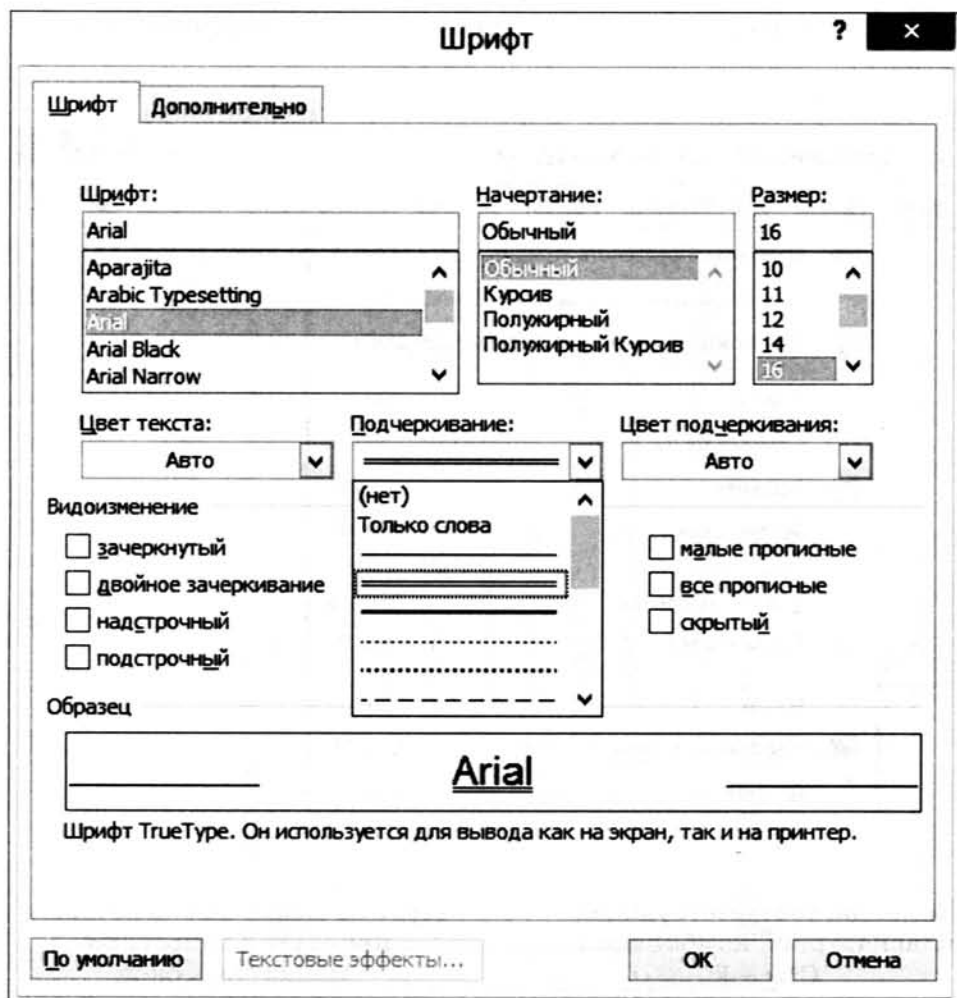 Шрифт ? ×
Шрифт Дополнительно
Шрифт: Начертание: Размер:
Arial Обычный 16
Aparajita Обычный 10
Arabic Typesetting Курсив 11
Arial Полужирный 12
Arial Black Полужирный Курсив 14
Arial Narrow 16
Цвет текста: Подчеркивание: Цвет подчеркивания:
Авто Авто
(нет)
Только слова
Видоизменение
зачеркнутый
двойное зачеркивание
надстрочный
подстрочный
малые прописные
все прописные
скрытый
Образец
Arial
Шрифт TrueType. Он используется для вывода как на экран, так и на принтер.
По умолчанию Текстовые эффекты... ОК Отмена